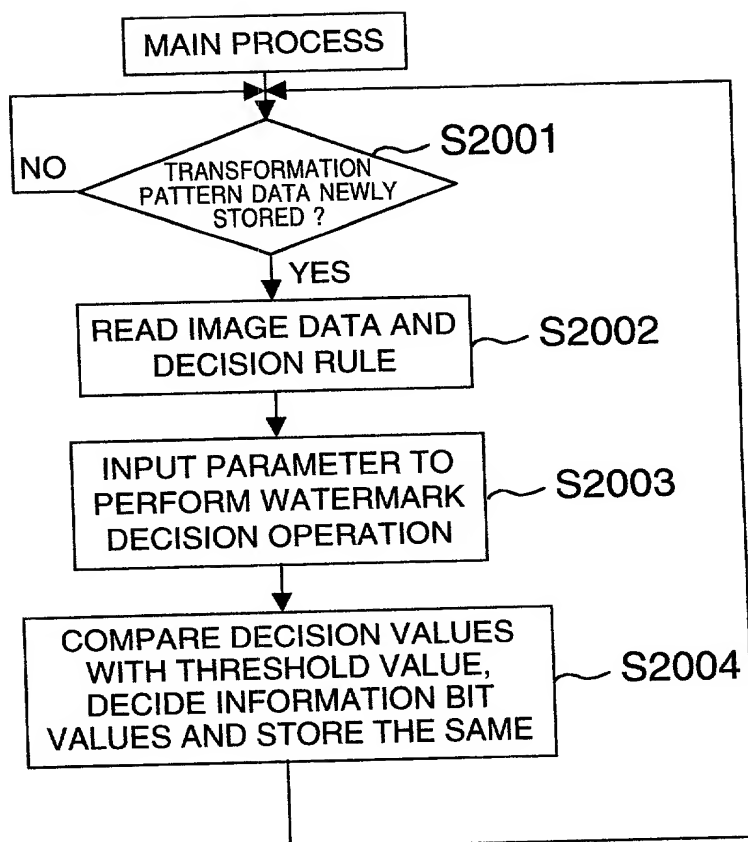 MAIN PROCESS
S2001
NO
TRANSFORMATION
PATTERN DATA NEWLY
STORED ?
YES
READ IMAGE DATA AND
DECISION RULE
S2002
INPUT PARAMETER TO
PERFORM WATERMARK
DECISION OPERATION
S2003
COMPARE DECISION VALUES
WITH THRESHOLD VALUE,
DECIDE INFORMATION BIT
VALUES AND STORE THE SAME
S2004